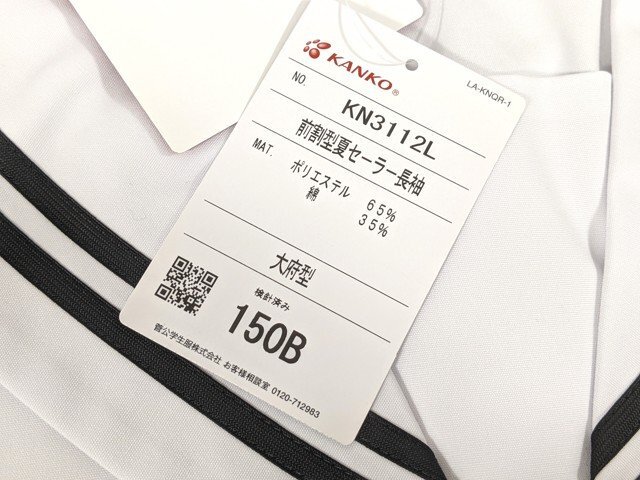 KANKO®
LA-KNQR-1
NO.
KN3112L
前割型夏セーラー長袖
MAT.
ポリエステル 65%
綿 35%
大府型
検針済み
150B
菅公学生服株式会社 お客様相談室 0120-712983